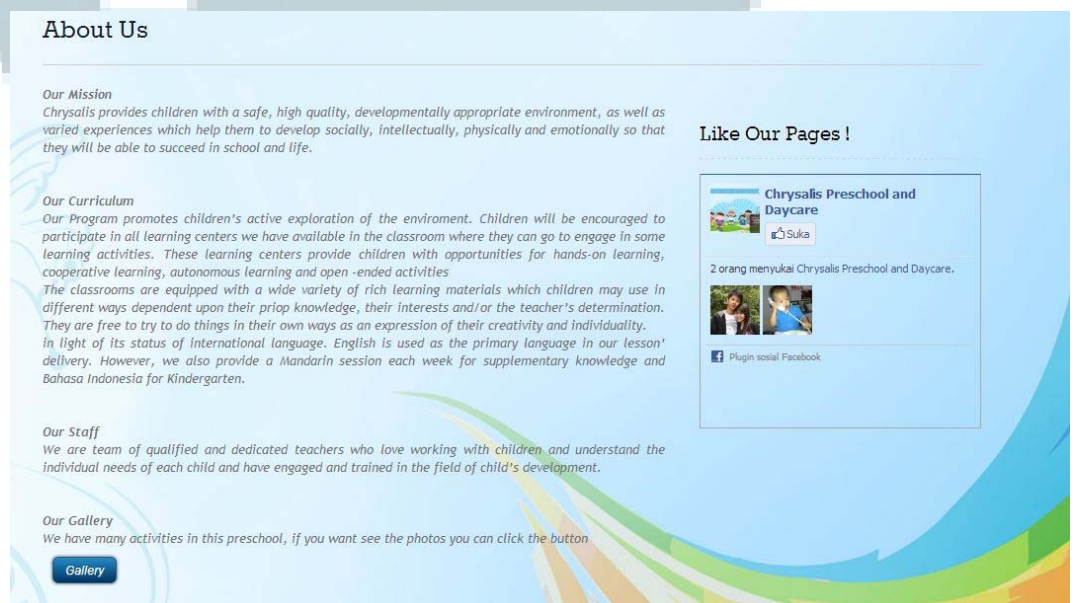 About Us
Our Mission
Chrysalis provides children with a safe, high quality, developmentally appropriate environment, as well as
varied experiences which help them to develop socially, intellectually, physically and emotionally so that
they will be able to succeed in school and life.
Our Curriculum
Our Program promotes children's active exploration of the enviroment. Children will be encouraged to
participate in all learning centers we have available in the classroom where they can go to engage in some
learning activities. These learning centers provide children with opportunities for hands-on learning,
cooperative learning, autonomous learning and open -ended activities
The classrooms are equipped with a wide variety of rich learning materials which children may use in
different ways dependent upon their priop knowledge, their interests and/or the teacher's determination.
They are free to try to do things in their own ways as an expression of their creativity and individuality.
In light of its status of international language. English is used as the primary language in our lesson'
delivery. However, we also provide a Mandarin session each week for supplementary knowledge and
Bahasa Indonesia for Kindergarten.
Our Staff
We are team of qualified and dedicated teachers who love working with children and understand the
individual needs of each child and have engaged and trained in the field of child's development.
Our Gallery
We have many activities in this preschool, if you want see the photos you can click the button
Gallery
Like Our Pages !
Chrysalis Preschool and
Daycare
Suka
2 orang menyukai Chrysalis Preschool and Daycare.
Plugin sosial Facebook